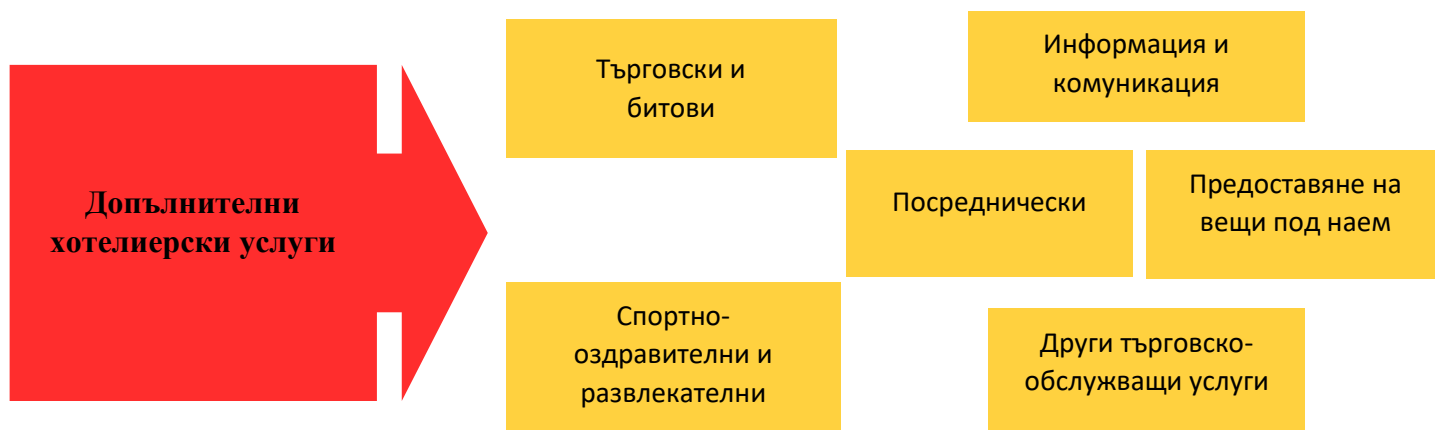 Допълнителни
хотелиерски услуги
Търговски и
битови
Информация и
комуникация
Посреднически
Предоставяне на
вещи под наем
Спортно-
оздравителни и
развлекателни
Други търговско-
обслужващи услуги